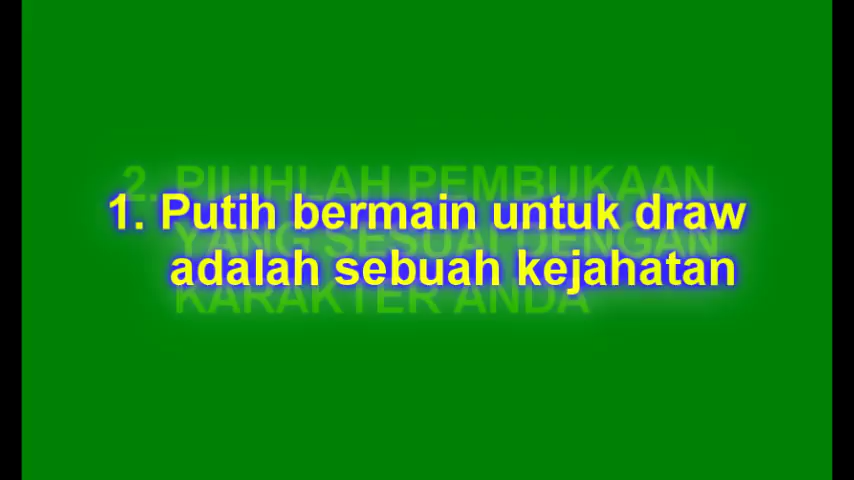 1. Putih bermain untuk draw
adalah sebuah kejahatan
2. PILIHLAH PEMBUKAAN
YANG SESUAI DENGAN
KARAKTER ANDA